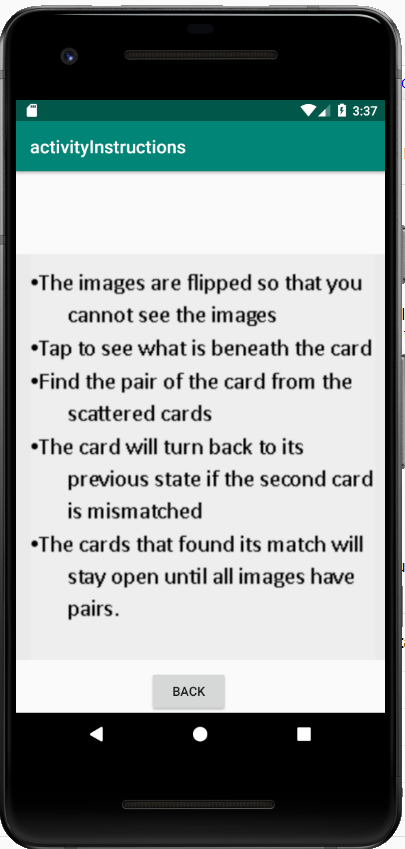 3:37
activityInstructions
•The images are flipped so that you
cannot see the images
•Tap to see what is beneath the card
•Find the pair of the card from the
scattered cards
•The card will turn back to its
previous state if the second card
is mismatched
•The cards that found its match will
stay open until all images have
pairs.
BACK